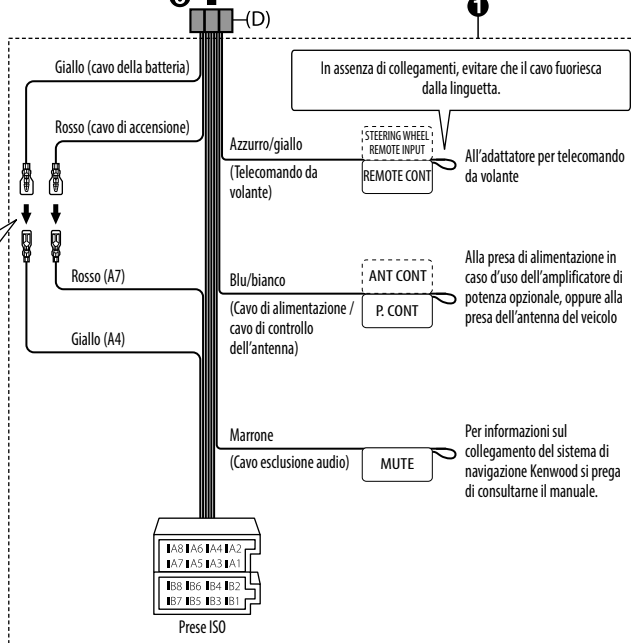 (D)
1
Giallo (cavo della batteria)
In assenza di collegamenti, evitare che il cavo fuoriesca
dalla linguetta.
Rosso (cavo di accensione)
Azzurro/giallo
(Telecomando da
volante)
STEERING WHEEL
REMOTE INPUT
REMOTE CONT
All'adattatore per telecomando
da volante
Rosso (A7)
Giallo (A4)
Blu/bianco
(Cavo di alimentazione /
cavo di controllo
dell'antenna)
ANT CONT
P. CONT
Alla presa di alimentazione in
caso d'uso dell'amplificatore di
potenza opzionale, oppure alla
presa dell'antenna del veicolo
Marrone
(Cavo esclusione audio)
MUTE
Per informazioni sul
collegamento del sistema di
navigazione Kenwood si prega
di consultarne il manuale.
A8 A6 A4 A2
A7 A5 A3 A1
B8 B6 B4 B2
B7 B5 B3 B1
Prese ISO